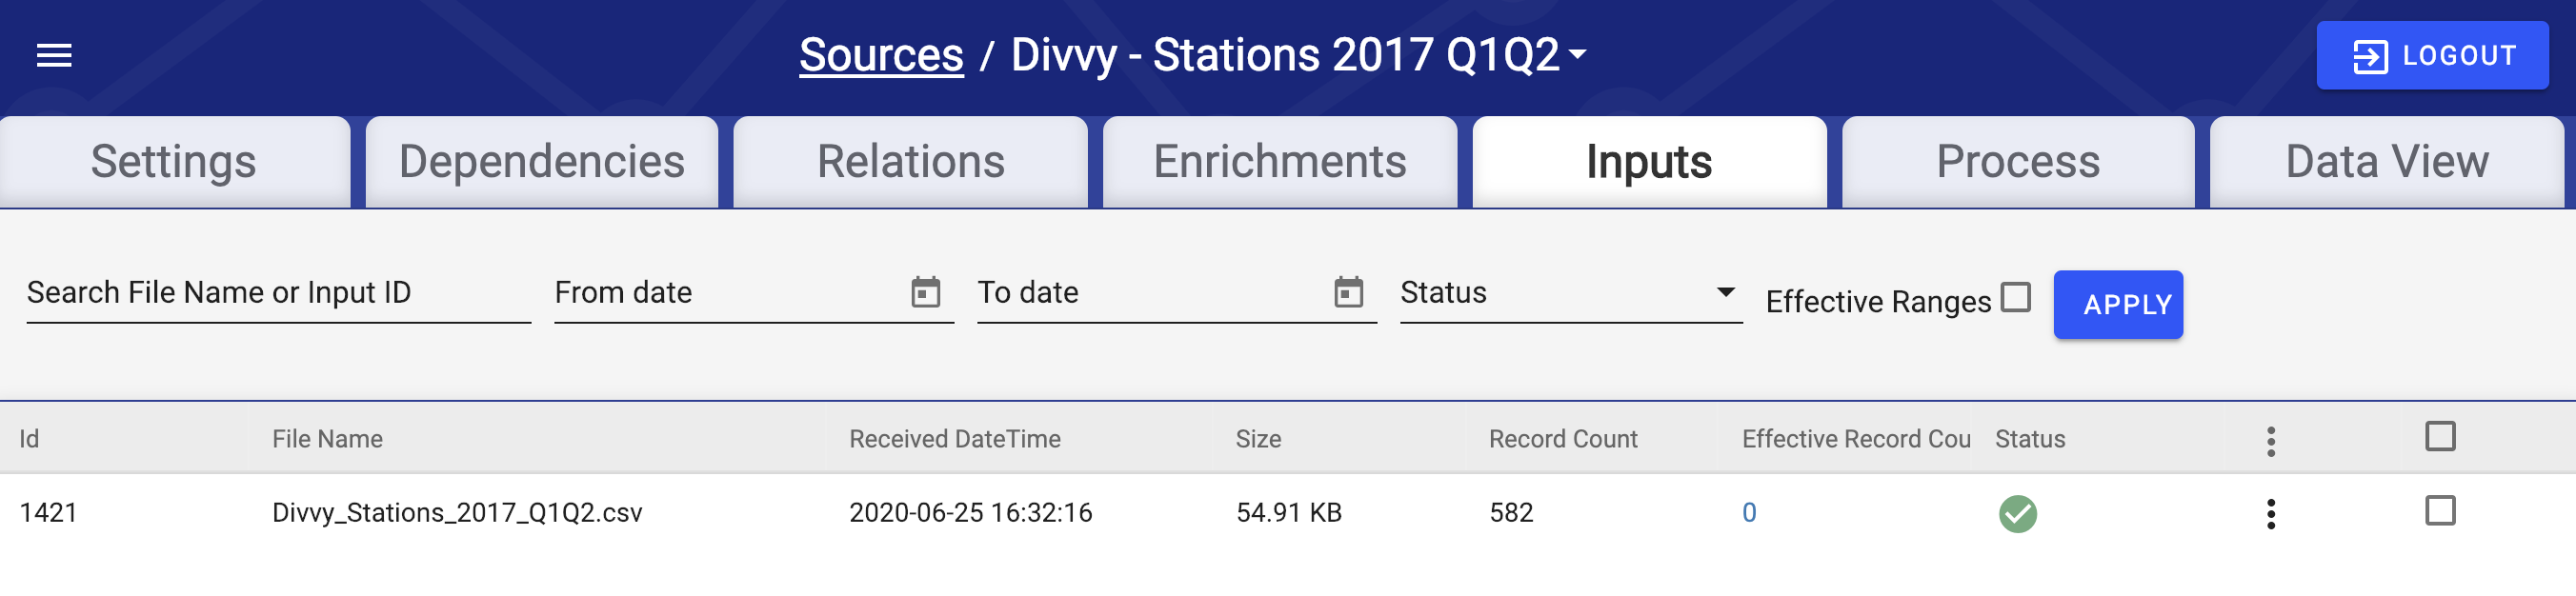 Sources / Divvy - Stations 2017 Q1Q2
LOGOUT
Settings Dependencies Relations Enrichments Inputs Process Data View
Search File Name or Input ID From date To date Status Effective Ranges APPLY
Id File Name Received DateTime Size Record Count Effective Record Cou Status
1421 Divvy_Stations_2017_Q1Q2.csv 2020-06-25 16:32:16 54.91 KB 582 0